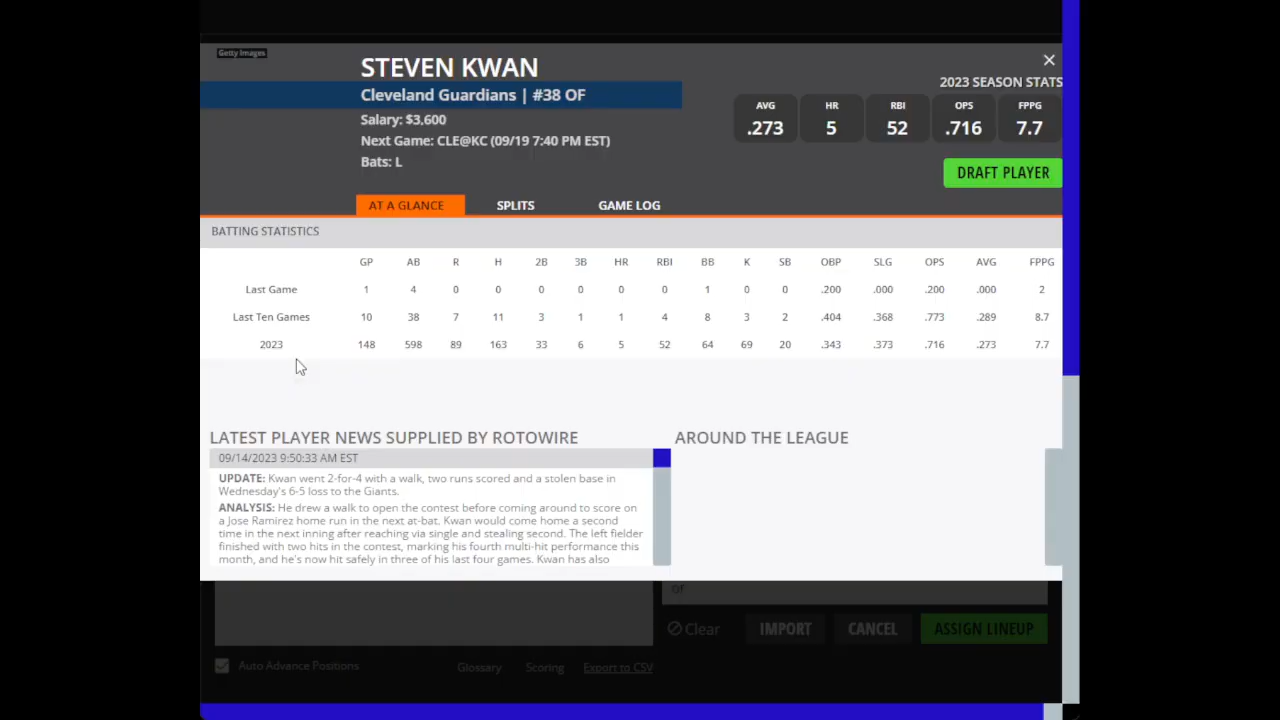 Getty Images
STEVEN KWAN
Cleveland Guardians | #38 OF
Salary: $3,600
Next Game: CLE@KC (09/19 7:40 PM EST)
Bats: L
2023 SEASON STATS
AVG HR RBI OPS FPPG
.273 5 52 .716 7.7
DRAFT PLAYER
AT A GLANCE SPLITS GAME LOG
BATTING STATISTICS
GP AB R H 2B 3B HR RBI BB K SB OBP SLG OPS AVG FPPG
Last Game 1 4 0 0 0 0 0 0 1 0 0 .200 .000 .200 .000 2
Last Ten Games 10 38 7 11 3 1 1 4 8 3 2 .404 .368 .773 .289 8.7
2023 148 598 89 163 33 6 5 52 64 69 20 .343 .373 .716 .273 7.7
LATEST PLAYER NEWS SUPPLIED BY ROTOWIRE
09/14/2023 9:50:33 AM EST
UPDATE: Kwan went 2-for-4 with a walk, two runs scored and a stolen base in
Wednesday's 6-5 loss to the Giants.
ANALYSIS: He drew a walk to open the contest before coming around to score on
a Jose Ramirez home run in the next at-bat. Kwan would come home a second
time in the next inning after reaching via single and stealing second. The left fielder
finished with two hits in the contest, marking his fourth multi-hit performance this
month, and he's now hit safely in three of his last four games. Kwan has also
AROUND THE LEAGUE
OF
Clear IMPORT CANCEL ASSIGN LINEUP
Auto Advance Positions Glossary Scoring Export to CSV